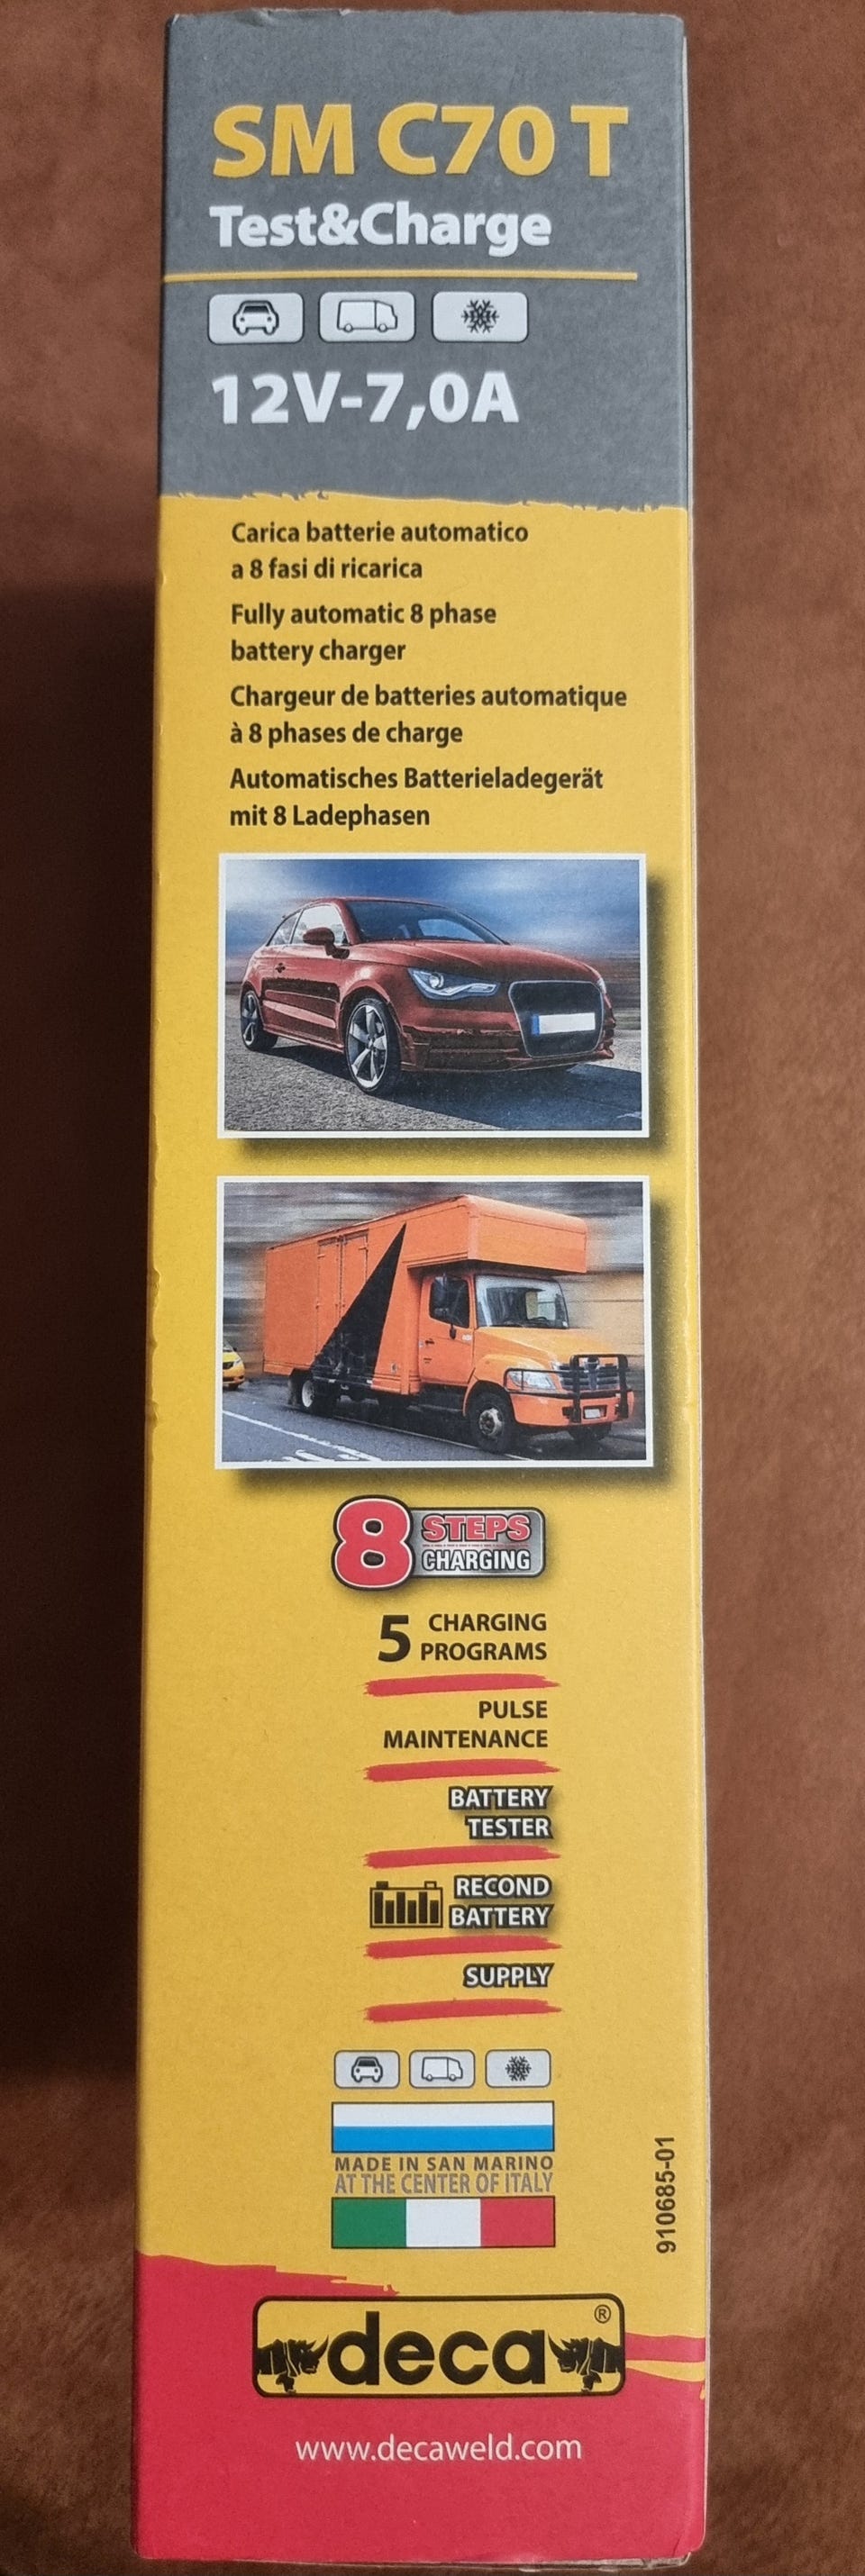 SM C70 T
Test&Charge
12V-7,0A
Carica batterie automatico
a 8 fasi di ricarica
Fully automatic 8 phase
battery charger
Chargeur de batteries automatique
à 8 phases de charge
Automatisches Batterieladegerät
mit 8 Ladephasen
8 STEPS
CHARGING
5 CHARGING
PROGRAMS
PULSE
MAINTENANCE
BATTERY
TESTER
RECOND
BATTERY
SUPPLY
MADE IN SAN MARINO
AT THE CENTER OF ITALY
910685-01
deca®
www.decaweld.com